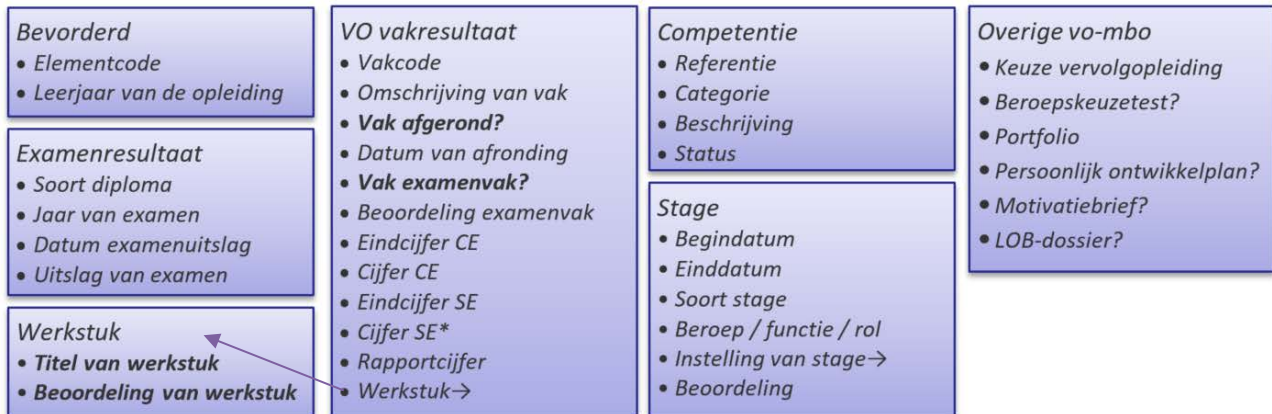 Bevorderd
• Elementcode
• Leerjaar van de opleiding
Examenresultaat
• Soort diploma
• Jaar van examen
• Datum examenuitslag
• Uitslag van examen
Werkstuk
• Titel van werkstuk
• Beoordeling van werkstuk
VO vakresultaat
• Vakcode
• Omschrijving van vak
• Vak afgerond?
• Datum van afronding
• Vak examenvak?
• Beoordeling examenvak
• Eindcijfer CE
• Cijfer CE
• Eindcijfer SE
• Cijfer SE*
• Rapportcijfer
• Werkstuk→
Competentie
• Referentie
• Categorie
• Beschrijving
• Status
Stage
• Begindatum
• Einddatum
• Soort stage
• Beroep / functie / rol
• Instelling van stage→
• Beoordeling
Overige vo-mbo
• Keuze vervolgopleiding
• Beroepskeuzetest?
• Portfolio
• Persoonlijk ontwikkelplan?
• Motivatiebrief?
• LOB-dossier?